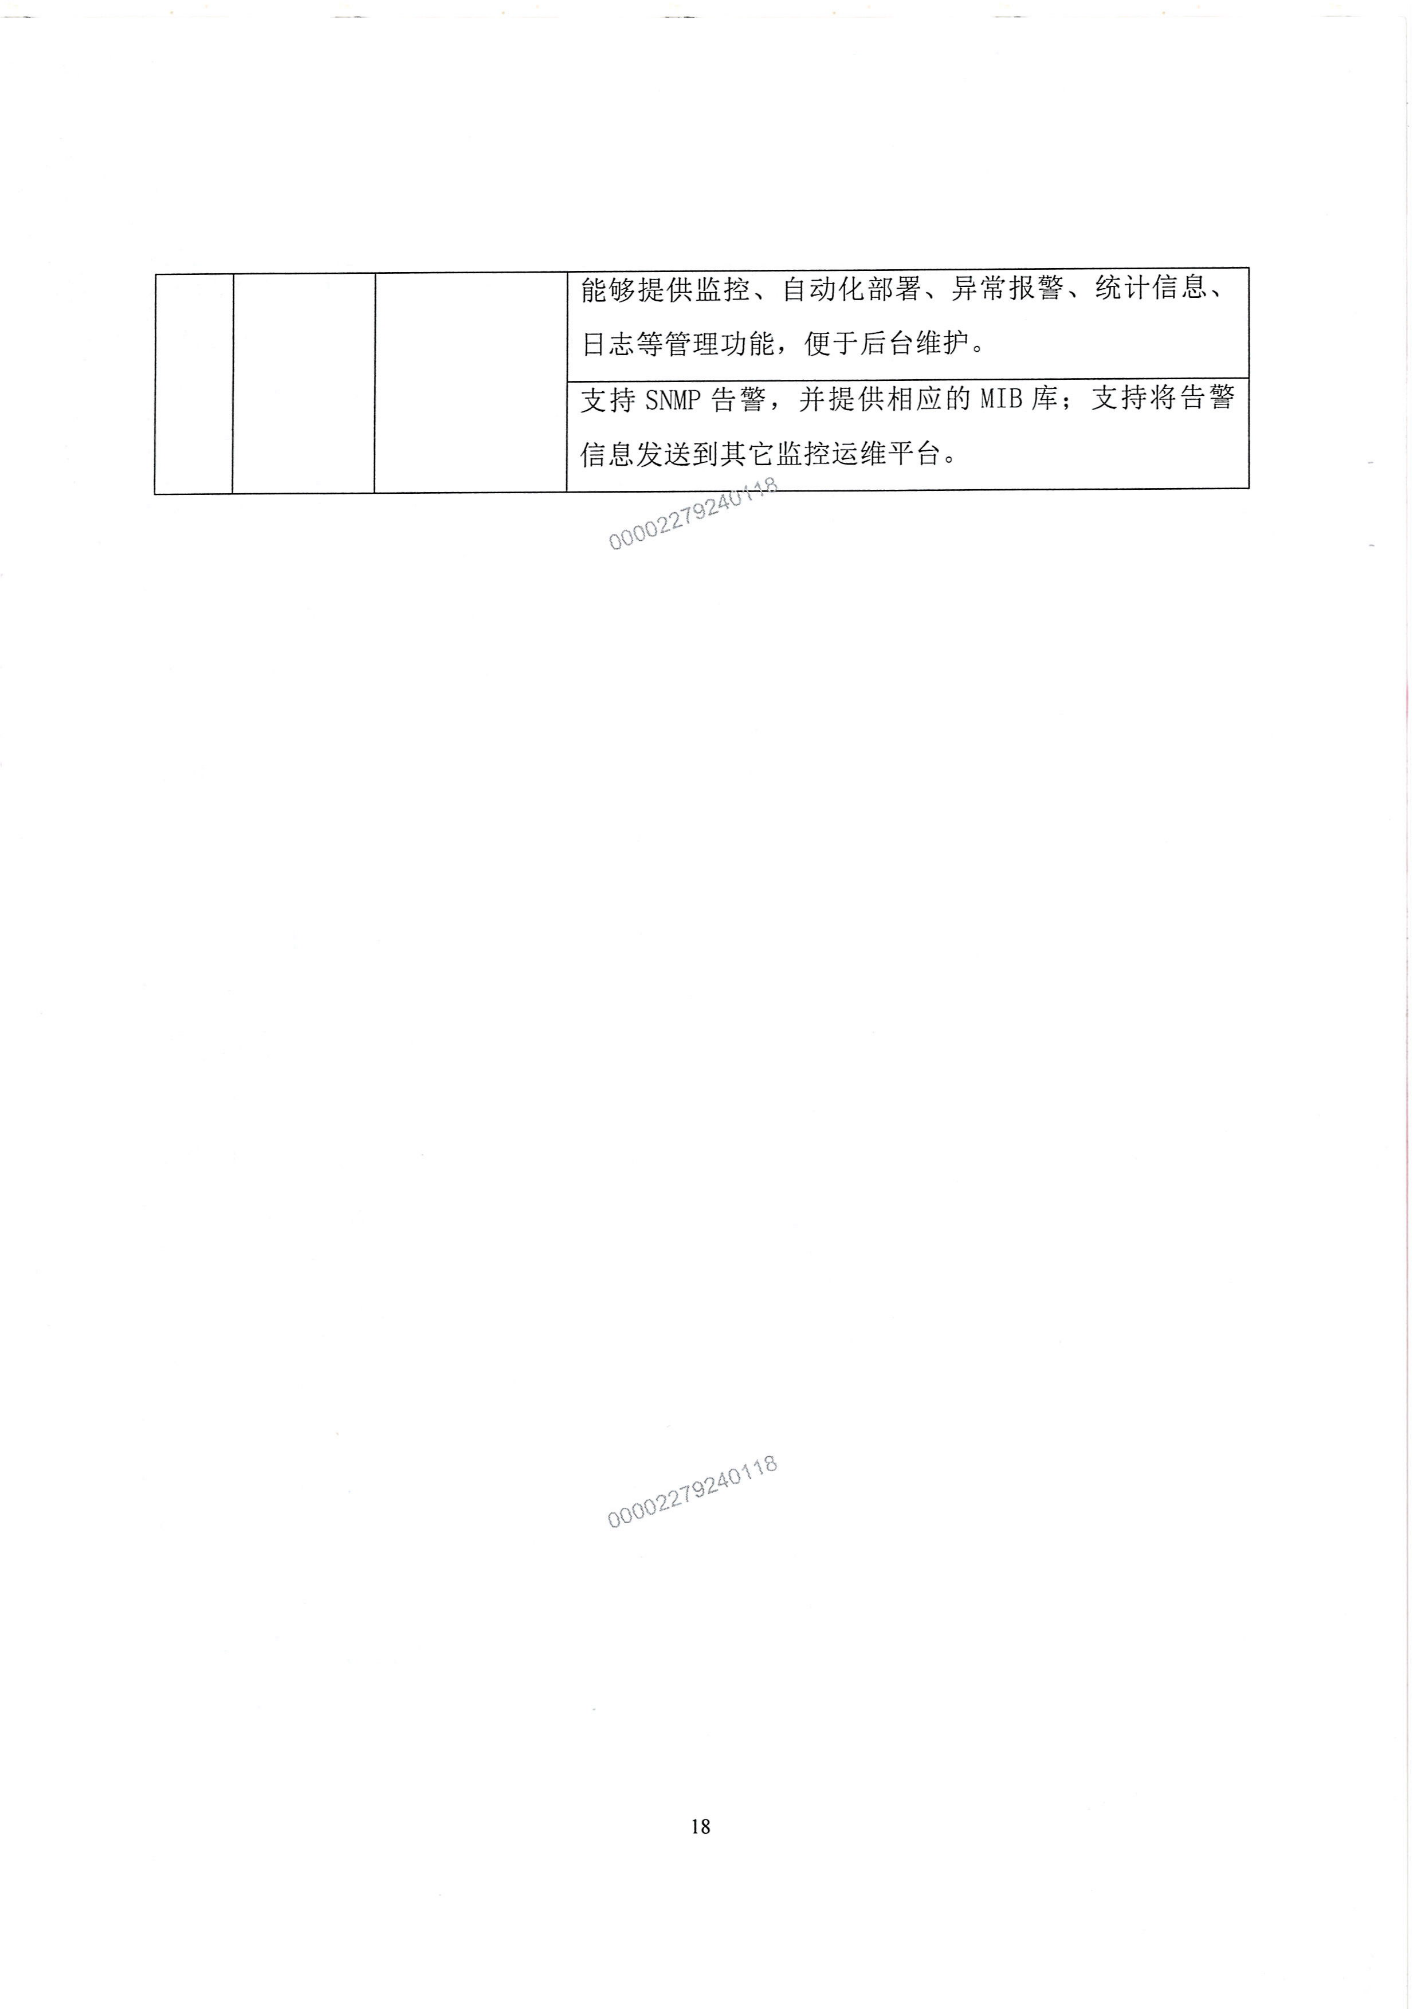 能够提供监控、自动化部署、异常报警、统计信息、
日志等管理功能，便于后台维护。
支持 SNMP 告警，并提供相应的 MIB 库；支持将告警
信息发送到其它监控运维平台。
00002279240118
00002279240118
18